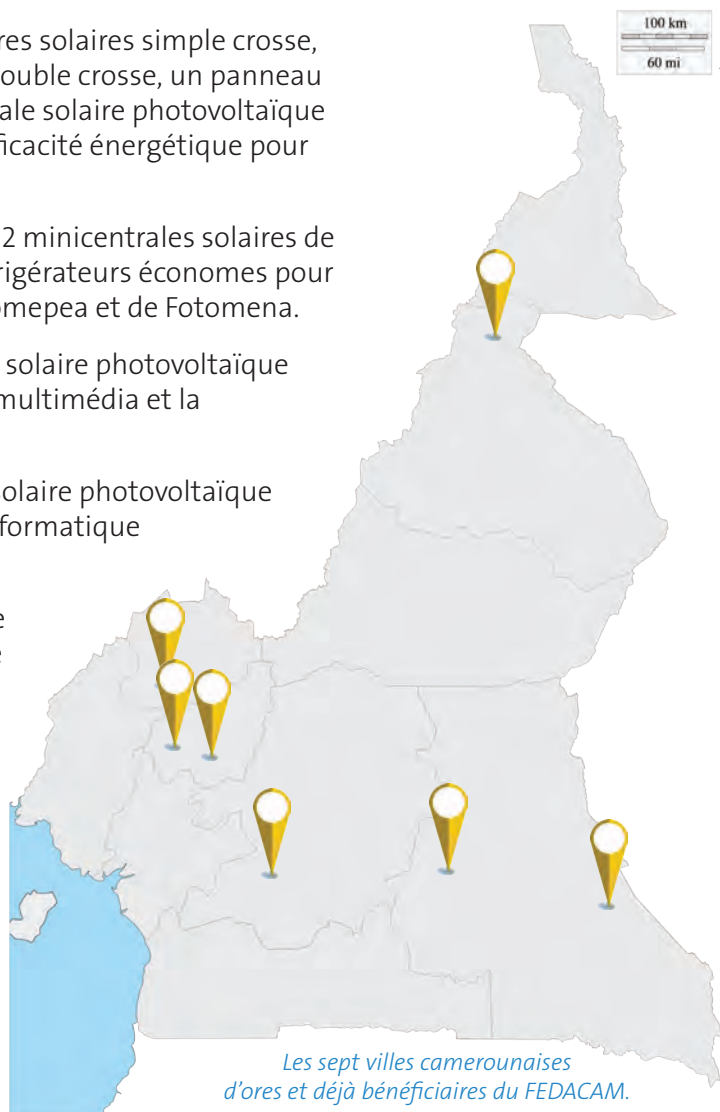 100 km
60 mi
res solaires simple crosse,
ouble crosse, un panneau
ale solaire photovoltaïque
ficacité énergétique pour
2 minicentrales solaires de
rigérateurs économes pour
omepea et de Fotomena.
solaire photovoltaïque
multimédia et la
solaire photovoltaïque
formatique
e
e
Les sept villes camerounaises
d'ores et déjà bénéficiaires du FEDACAM.